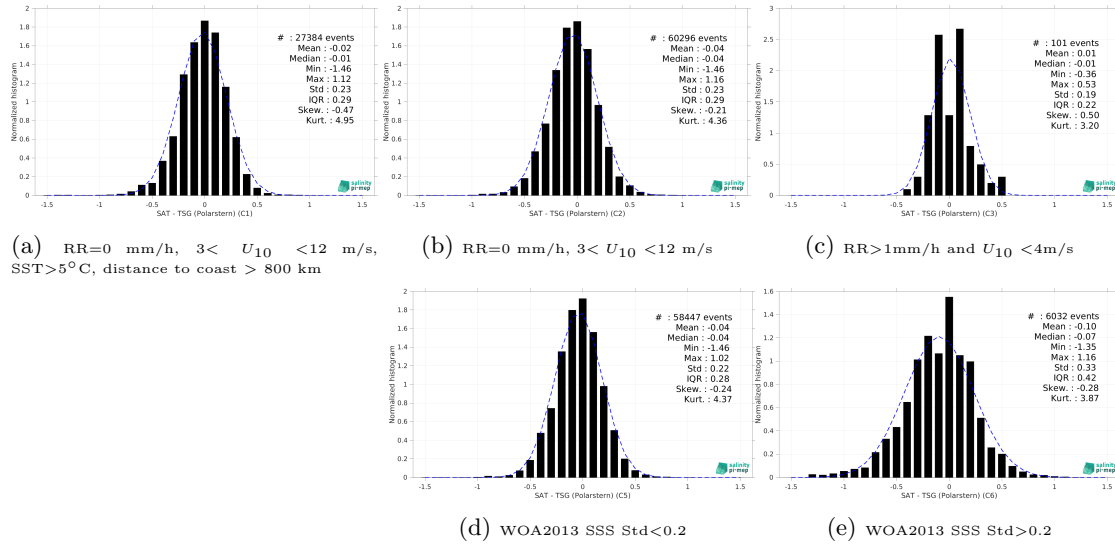 Normalized histogram
2
1.8
1.6
1.4
1.2
1
0.8
0.6
0.4
0.2
0
-1.5 -1 -0.5 0 0.5 1 1.5
SAT - TSG (Polarstern) (C1)
# : 27384 events
Mean : -0.02
Median : -0.01
Min : -1.46
Max : 1.12
Std : 0.23
IQR : 0.29
Skew. : -0.47
Kurt. : 4.95
salinity
pi-mep
(a) RR=0 mm/h, 3< U10 <12 m/s,
SST>5°C, distance to coast > 800 km
Normalized histogram
2
1.8
1.6
1.4
1.2
1
0.8
0.6
0.4
0.2
0
-1.5 -1 -0.5 0 0.5 1 1.5
SAT - TSG (Polarstern) (C2)
# : 60296 events
Mean : -0.04
Median : -0.04
Min : -1.46
Max : 1.16
Std : 0.23
IQR : 0.29
Skew. : -0.21
Kurt. : 4.36
salinity
pi-mep
(b) RR=0 mm/h, 3< U10 <12 m/s
Normalized histogram
3
2.5
2
1.5
1
0.5
0
-1.5 -1 -0.5 0 0.5 1 1.5
SAT - TSG (Polarstern) (C3)
# : 101 events
Mean : 0.01
Median : -0.01
Min : -0.36
Max : 0.53
Std : 0.19
IQR : 0.22
Skew. : 0.50
Kurt. : 3.20
salinity
pi-mep
(c) RR>1mm/h and U10 <4m/s
Normalized histogram
2
1.8
1.6
1.4
1.2
1
0.8
0.6
0.4
0.2
0
-1.5 -1 -0.5 0 0.5 1 1.5
SAT - TSG (Polarstern) (C5)
# : 58447 events
Mean : -0.04
Median : -0.04
Min : -1.46
Max : 1.02
Std : 0.22
IQR : 0.28
Skew. : -0.24
Kurt. : 4.37
salinity
pi-mep
(d) WOA2013 SSS Std<0.2
Normalized histogram
1.6
1.4
1.2
1
0.8
0.6
0.4
0.2
0
-1.5 -1 -0.5 0 0.5 1 1.5
SAT - TSG (Polarstern) (C6)
# : 6032 events
Mean : -0.10
Median : -0.07
Min : -1.35
Max : 1.16
Std : 0.33
IQR : 0.42
Skew. : -0.28
Kurt. : 3.87
salinity
pi-mep
(e) WOA2013 SSS Std>0.2